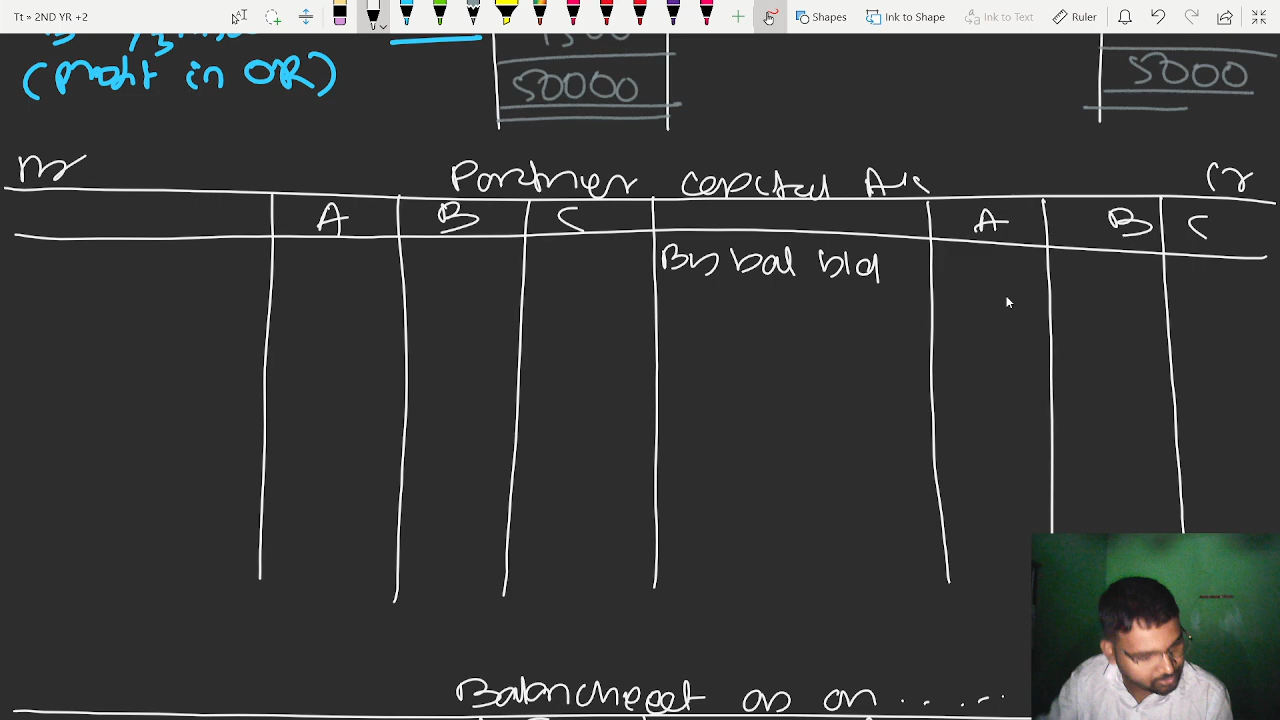 Tt » 2ND YR +2
Shapes Ink to Shape Ink to Text Ruler
(Profit in OR)
50000
5000
Dr Partner capital A/c Cr
A B C A B C
By bal b/d
Balancheeet as on . . . . . .